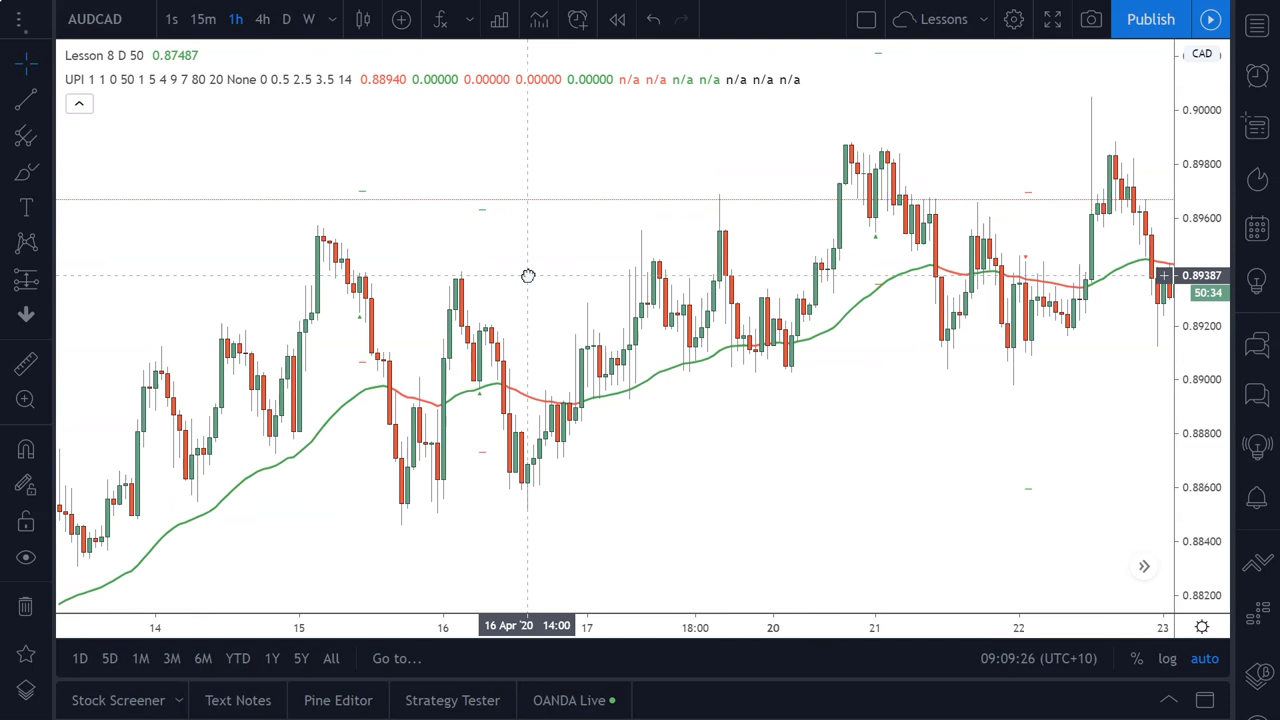 AUDCAD 1s 15m 1h 4h D W Lessons Publish
Lesson 8 D 50 0.87487
CAD
UPI 1 1 0 50 1 5 4 9 7 80 20 None 0 0.5 2.5 3.5 14 0.88940 0.00000 0.00000 0.00000 0.00000 n/a n/a n/a n/a n/a n/a n/a
0.90000
0.89800
0.89600
0.89387
50:34
0.89200
0.89000
0.88800
0.88600
0.88400
0.88200
14 15 16 16 Apr '20 14:00 17 18:00 20 21 22 23
1D 5D 1M 3M 6M YTD 1Y 5Y All Go to... 09:09:26 (UTC+10) % log auto
Stock Screener Text Notes Pine Editor Strategy Tester OANDA Live